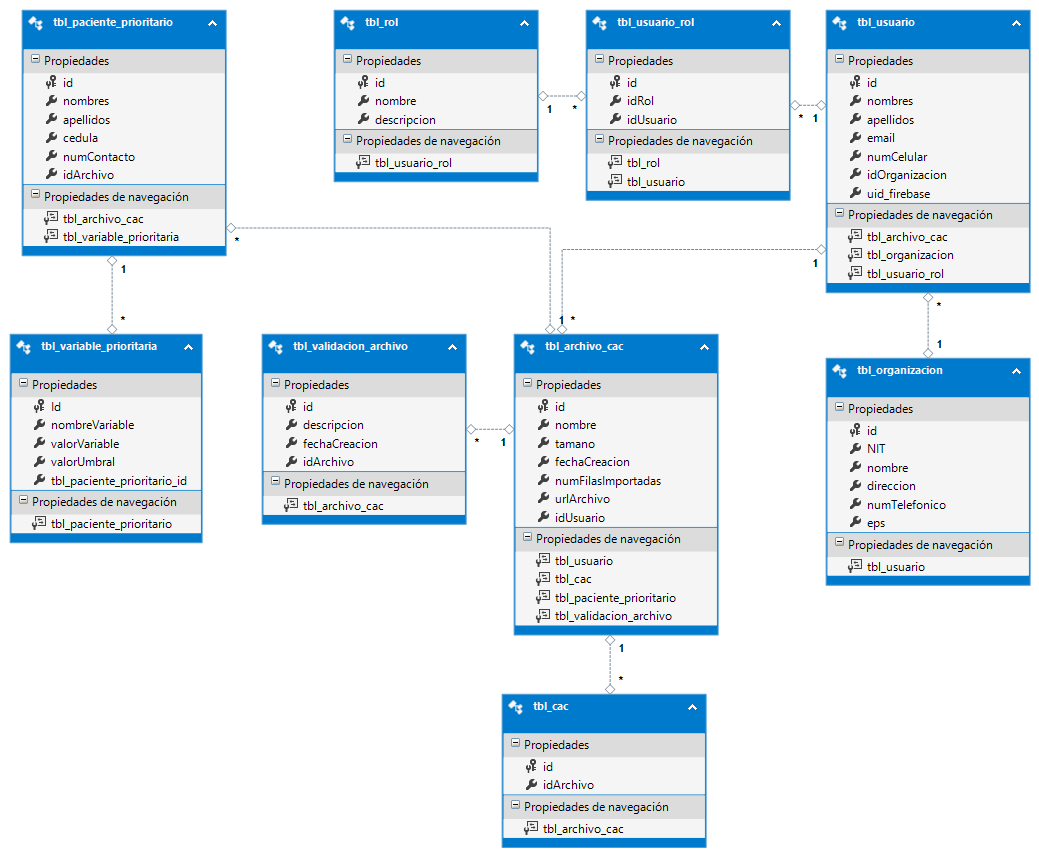 tbl_paciente_prioritario
Propiedades
id
nombres
apellidos
cedula
numContacto
idArchivo
Propiedades de navegación
tbl_archivo_cac
tbl_variable_prioritaria
tbl_rol
Propiedades
id
nombre
descripcion
Propiedades de navegación
tbl_usuario_rol
1
*
tbl_usuario_rol
Propiedades
id
idRol
idUsuario
Propiedades de navegación
tbl_rol
tbl_usuario
*
1
tbl_usuario
Propiedades
id
nombres
apellidos
email
numCelular
idOrganizacion
uid_firebase
Propiedades de navegación
tbl_archivo_cac
tbl_organizacion
tbl_usuario_rol
*
1
1
*
1
*
*
1
tbl_variable_prioritaria
Propiedades
Id
nombreVariable
valorVariable
valorUmbral
tbl_paciente_prioritario_id
Propiedades de navegación
tbl_paciente_prioritario
tbl_validacion_archivo
Propiedades
id
descripcion
fechaCreacion
idArchivo
Propiedades de navegación
tbl_archivo_cac
*
1
tbl_archivo_cac
Propiedades
id
nombre
tamano
fechaCreacion
numFilasImportadas
urlArchivo
idUsuario
Propiedades de navegación
tbl_usuario
tbl_cac
tbl_paciente_prioritario
tbl_validacion_archivo
tbl_organizacion
Propiedades
id
NIT
nombre
direccion
numTelefonico
eps
Propiedades de navegación
tbl_usuario
1
*
tbl_cac
Propiedades
id
idArchivo
Propiedades de navegación
tbl_archivo_cac